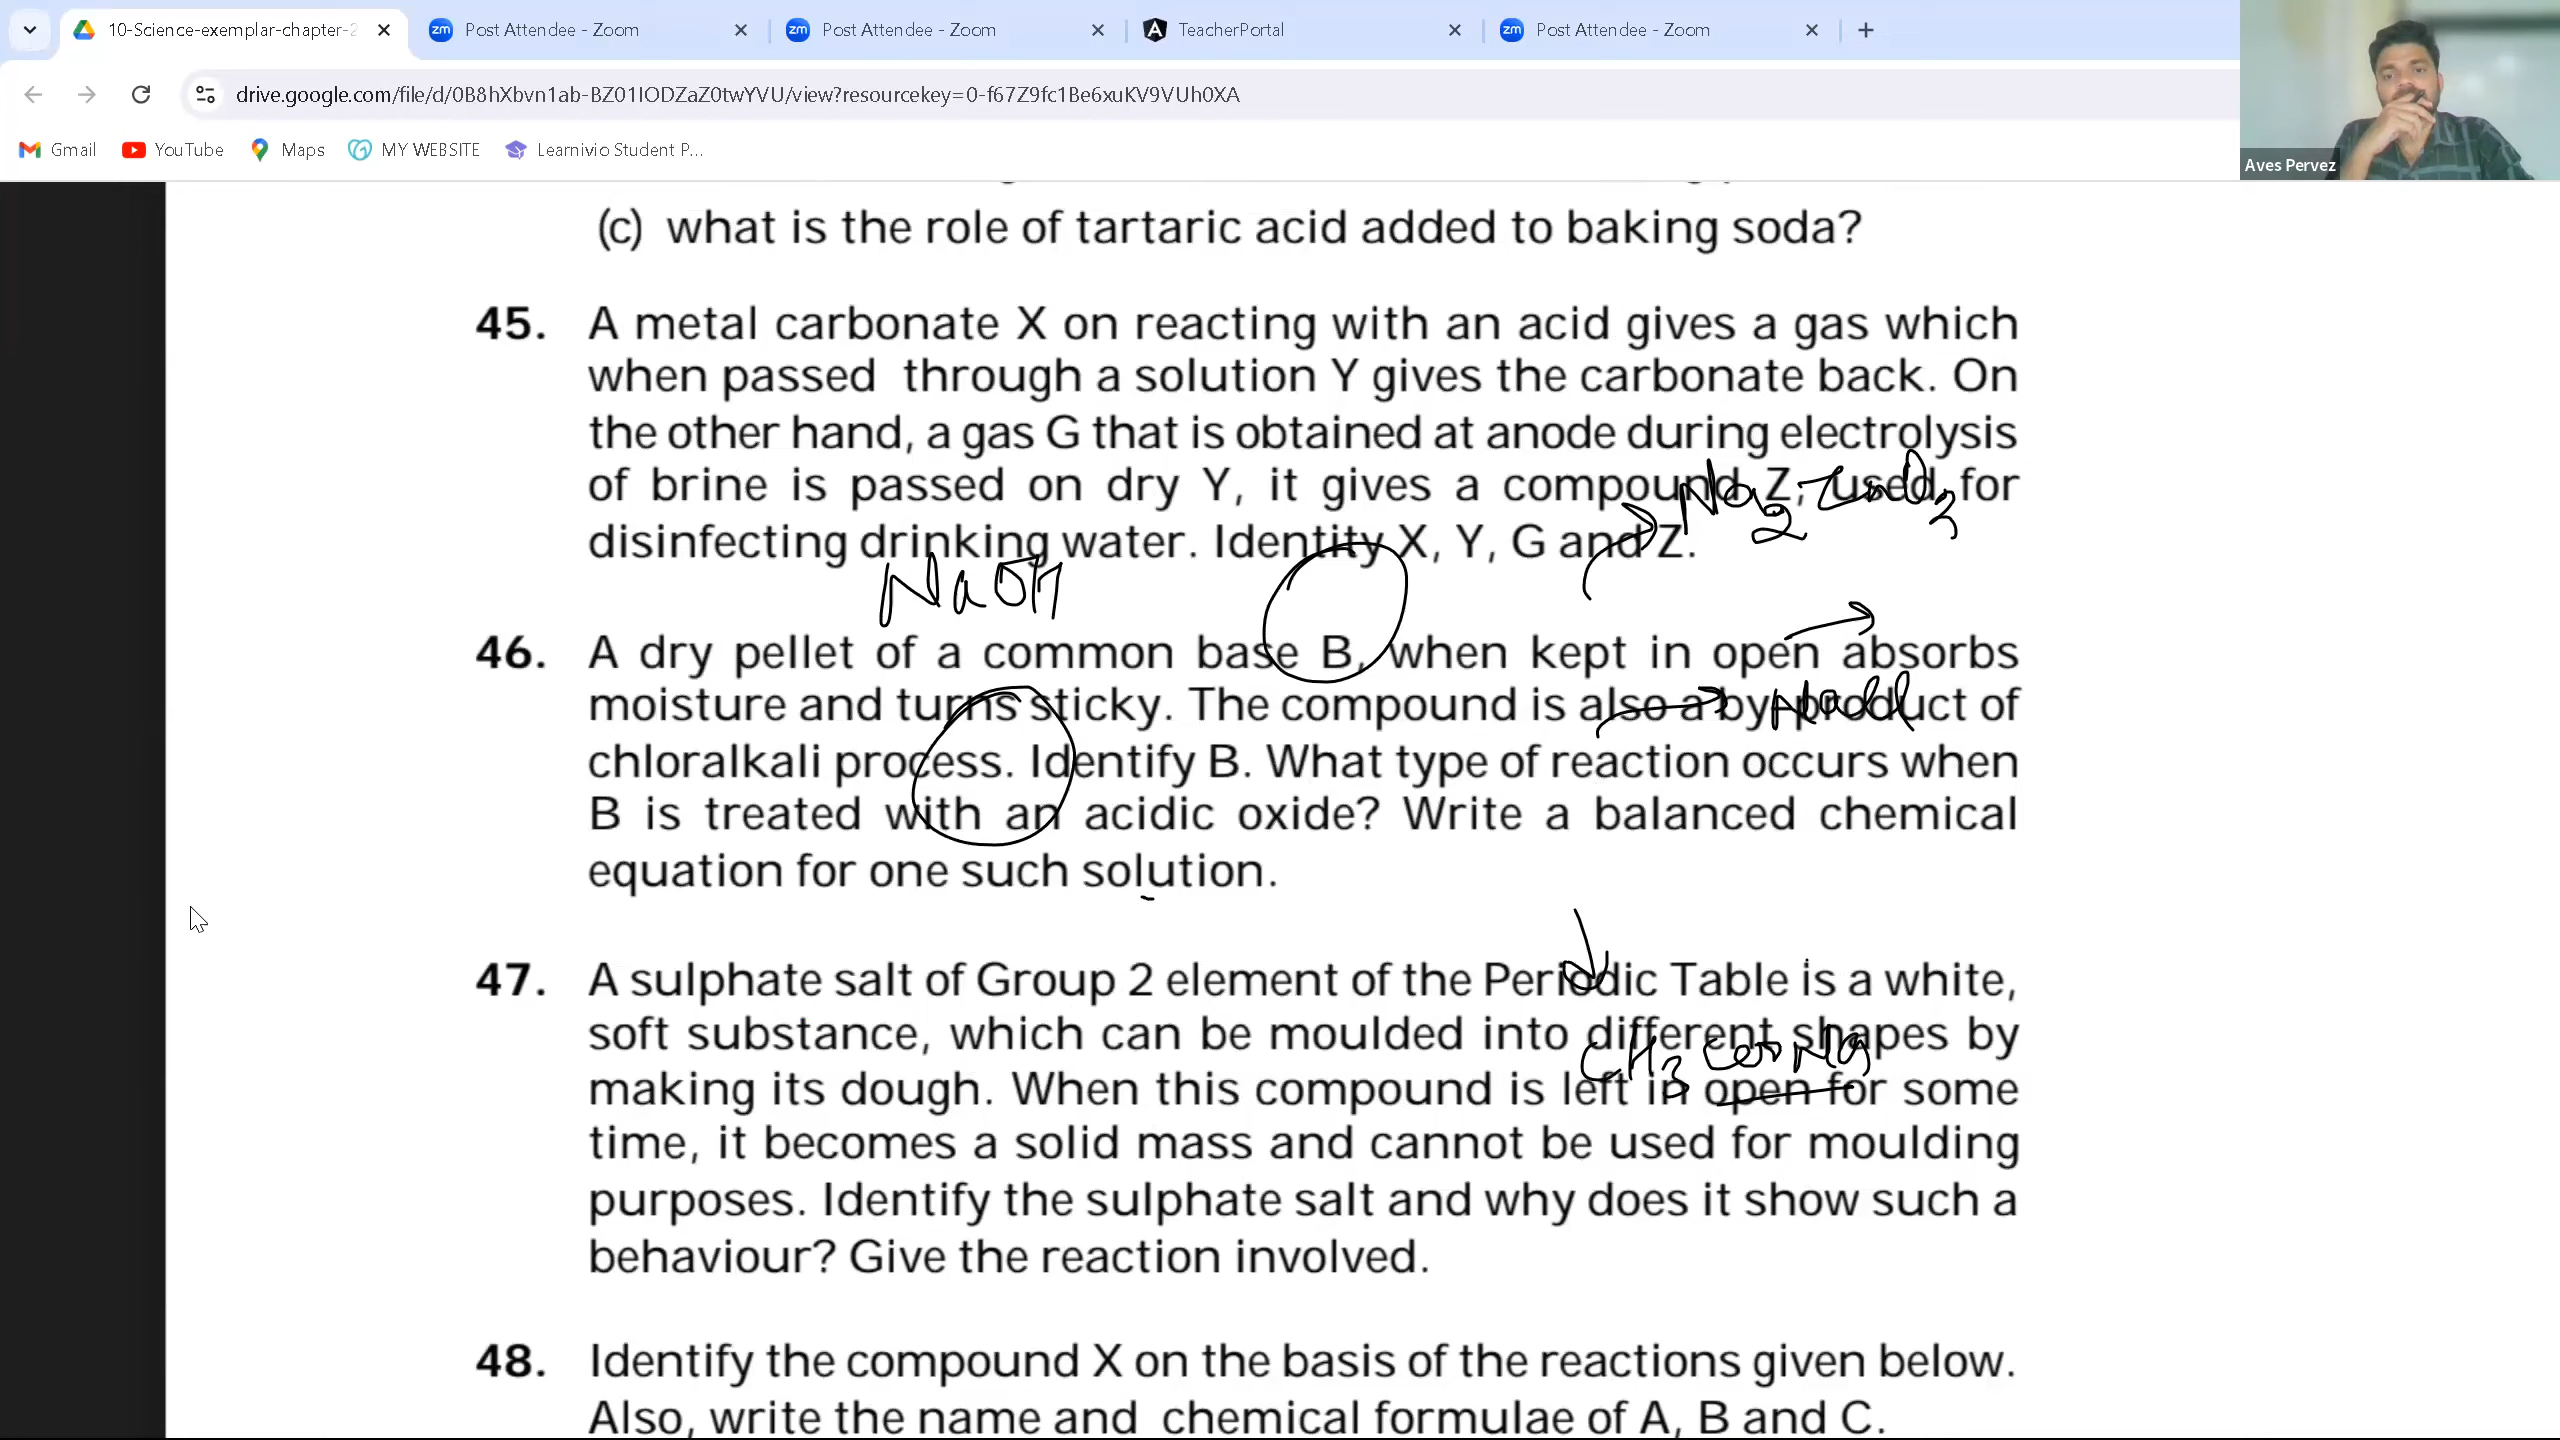 10-Science-exemplar-chapter-2
Post Attendee - Zoom
Post Attendee - Zoom
TeacherPortal
Post Attendee - Zoom
drive.google.com/file/d/0B8hXbvn1ab-BZ01IODZaZ0twYVU/view?resourcekey=0-f67Z9fc1Be6xuKV9VUh0XA
Gmail
YouTube
Maps
MY WEBSITE
Learnivio Student P...
Aves Pervez
(c) what is the role of tartaric acid added to baking soda?
45. A metal carbonate X on reacting with an acid gives a gas which
when passed through a solution Y gives the carbonate back. On
the other hand, a gas G that is obtained at anode during electrolysis
of brine is passed on dry Y, it gives a compound Z, used for
Na2ZnO2
disinfecting drinking water. Identity X, Y, G and Z.
NaOH
46. A dry pellet of a common base B, when kept in open absorbs
moisture and turns sticky. The compound is also a by-product of
NaCl
chloralkali process. Identify B. What type of reaction occurs when
B is treated with an acidic oxide? Write a balanced chemical
equation for one such solution.
47. A sulphate salt of Group 2 element of the Periodic Table is a white,
soft substance, which can be moulded into different shapes by
CH3COONa
making its dough. When this compound is left in open for some
time, it becomes a solid mass and cannot be used for moulding
purposes. Identify the sulphate salt and why does it show such a
behaviour? Give the reaction involved.
48. Identify the compound X on the basis of the reactions given below.
Also, write the name and chemical formulae of A, B and C.